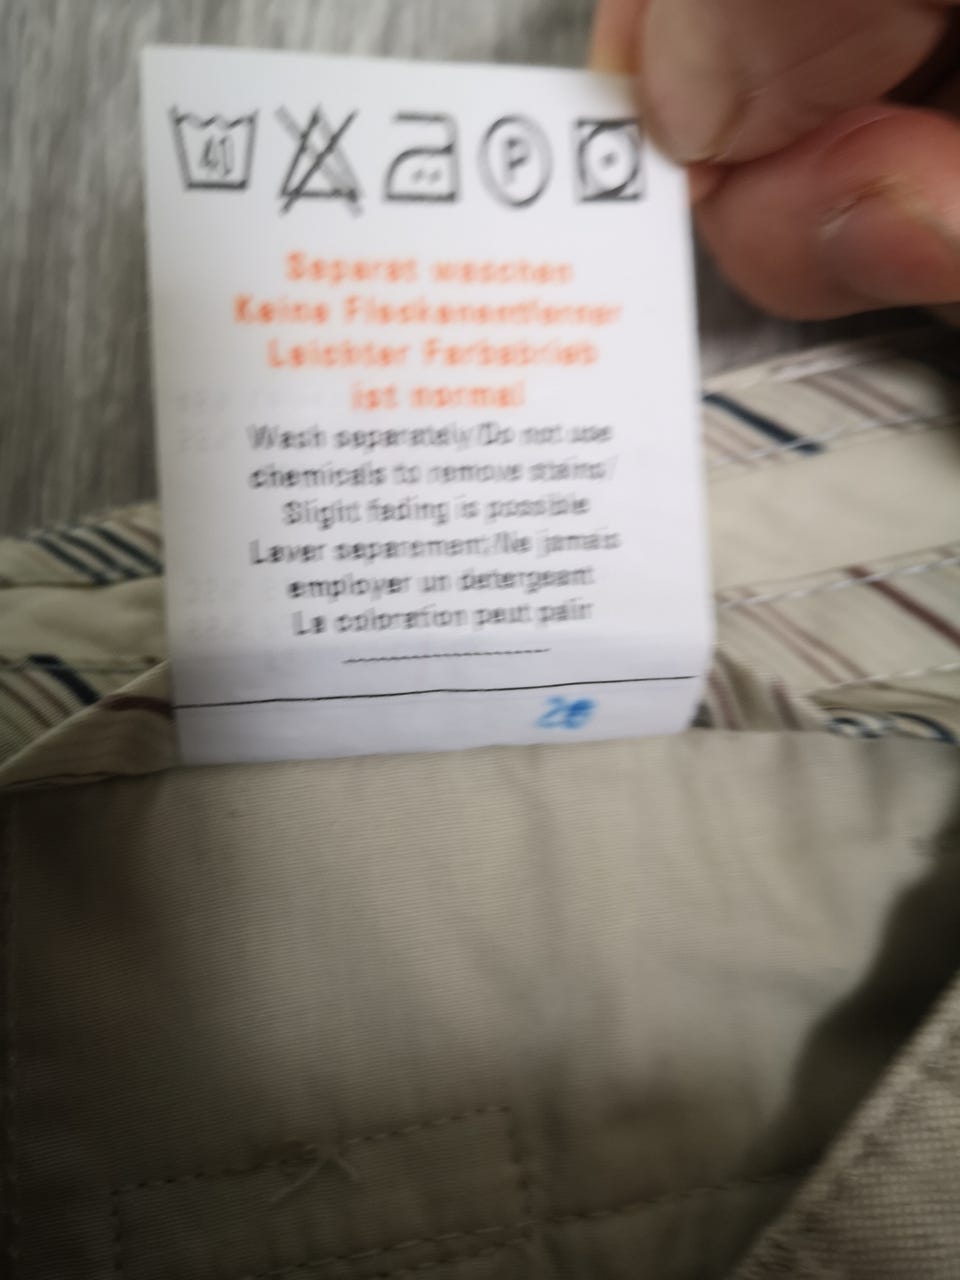 40
P
Separat waschen
Keine Fleckenentferner
Leichter Farbabrieb
ist normal
Wash separately/Do not use
chemicals to remove stains/
Slight fading is possible
Laver separement/Ne jamais
employer un detergeant
La coloration peut palir